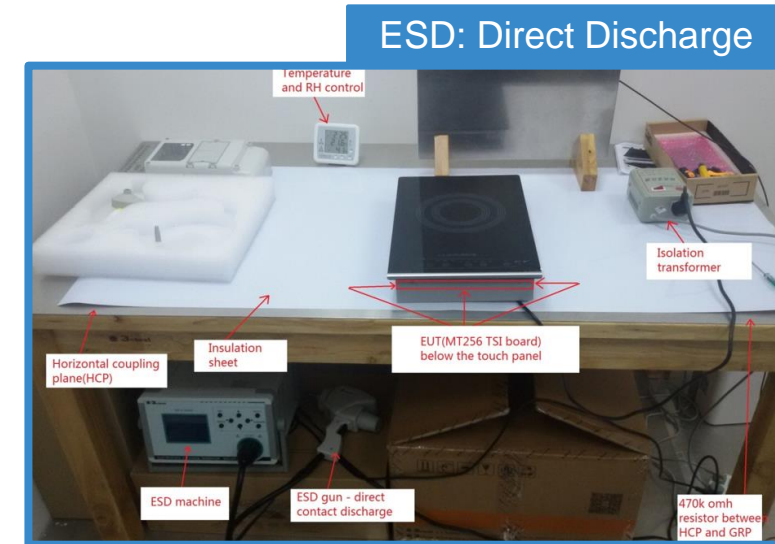 ESD: Direct Discharge
Temperature
and RH control
Isolation
transformer
EUT(MT256 TSI board)
below the touch panel
Insulation
sheet
Horizontal coupling
plane(HCP)
ESD machine
ESD gun - direct
contact discharge
470k omh
resistor between
HCP and GRP